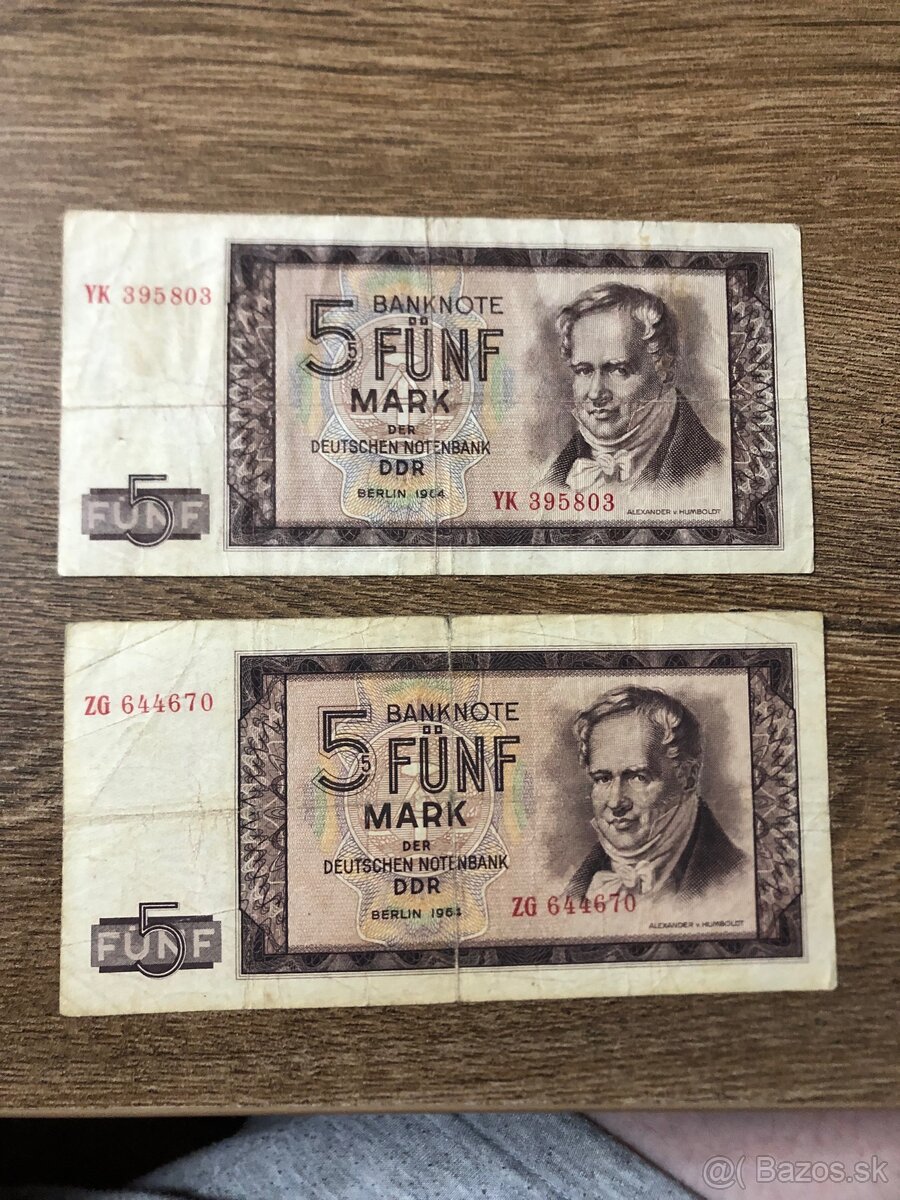 YK 395803
BANKNOTE
5 5 FÜNF
MARK
DER
DEUTSCHEN NOTENBANK
DDR
BERLIN 1964
YK 395803
ALEXANDER v. HUMBOLDT
FÜNF 5
ZG 644670
BANKNOTE
5 5 FÜNF
MARK
DER
DEUTSCHEN NOTENBANK
DDR
BERLIN 1964
ZG 644670
ALEXANDER v. HUMBOLDT
FÜNF 5
@( Bazos.sk